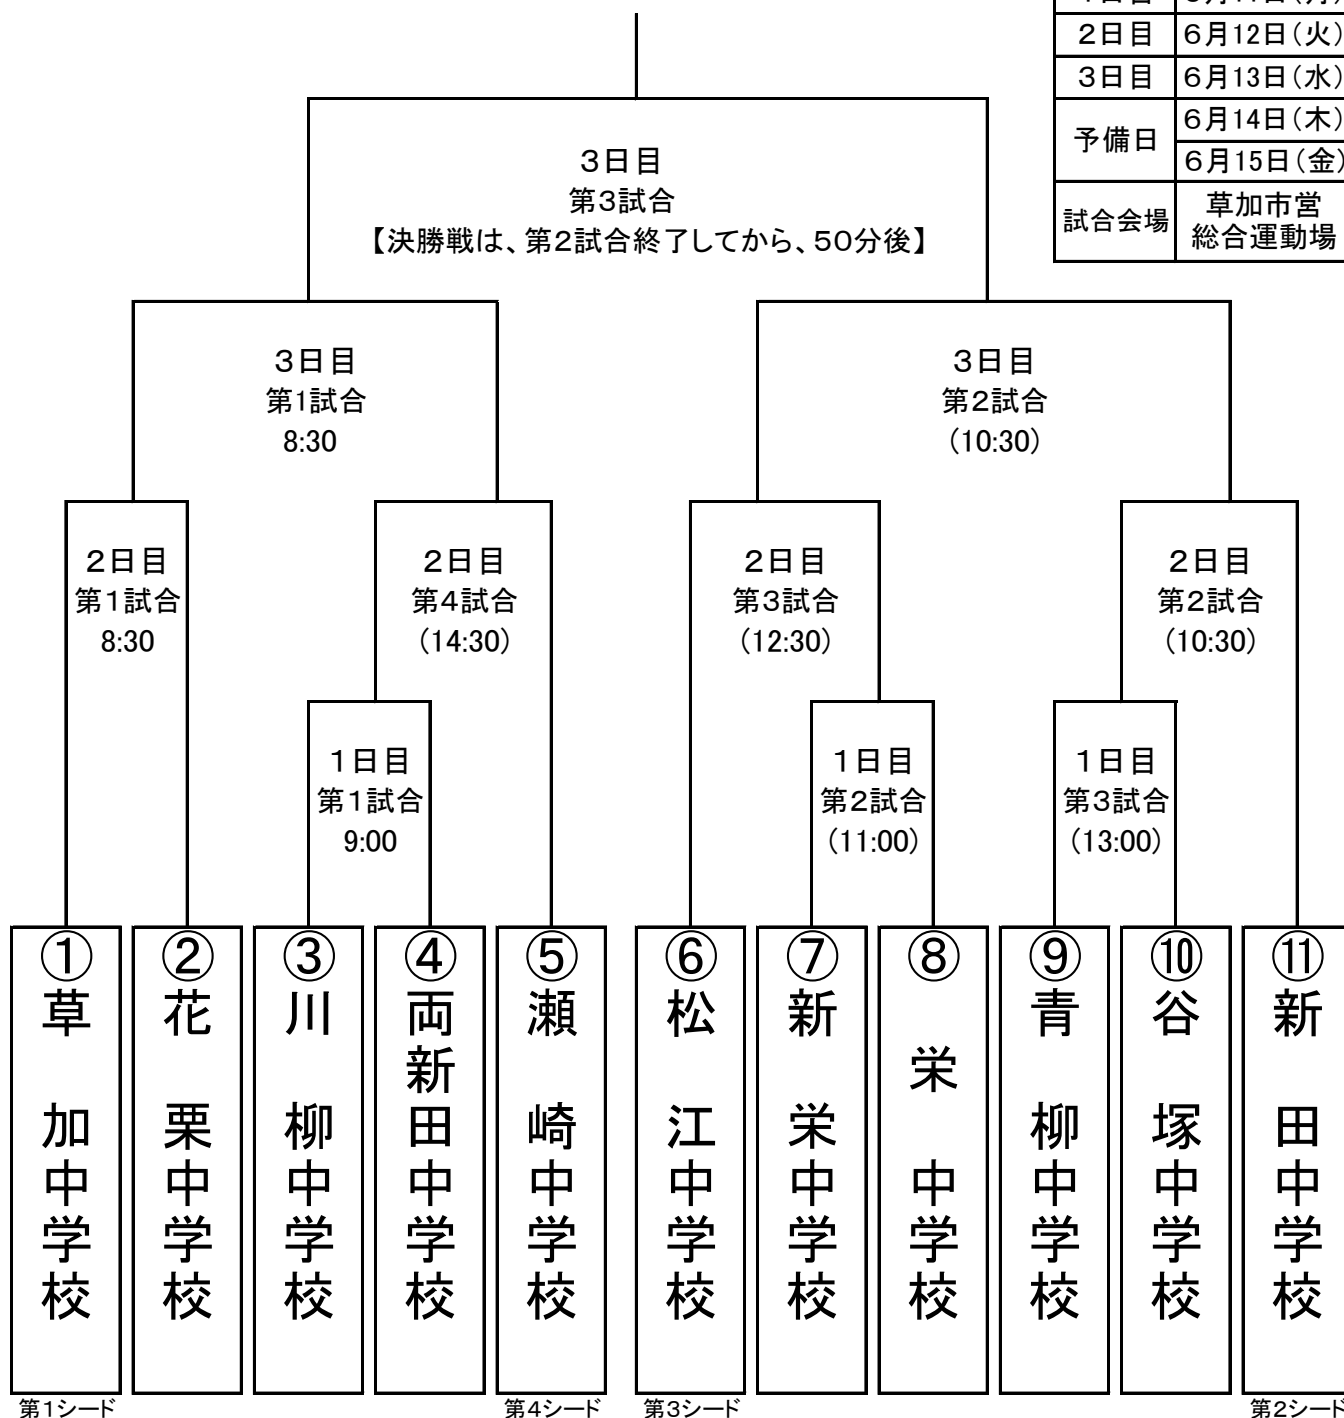 2日目 6月12日(火)
3日目 6月13日(水)
予備日 6月14日(木)
6月15日(金)
試合会場 草加市営
総合運動場
3日目
第3試合
【決勝戦は、第2試合終了してから、50分後】
3日目
第1試合
8:30
3日目
第2試合
(10:30)
2日目
第1試合
8:30
2日目
第4試合
(14:30)
2日目
第3試合
(12:30)
2日目
第2試合
(10:30)
1日目
第1試合
9:00
1日目
第2試合
(11:00)
1日目
第3試合
(13:00)
①草加中学校
②花栗中学校
③川柳中学校
④両新田中学校
⑤瀬崎中学校
⑥松江中学校
⑦新栄中学校
⑧栄中学校
⑨青柳中学校
⑩谷塚中学校
⑪新田中学校
第1シード
第4シード
第3シード
第2シード